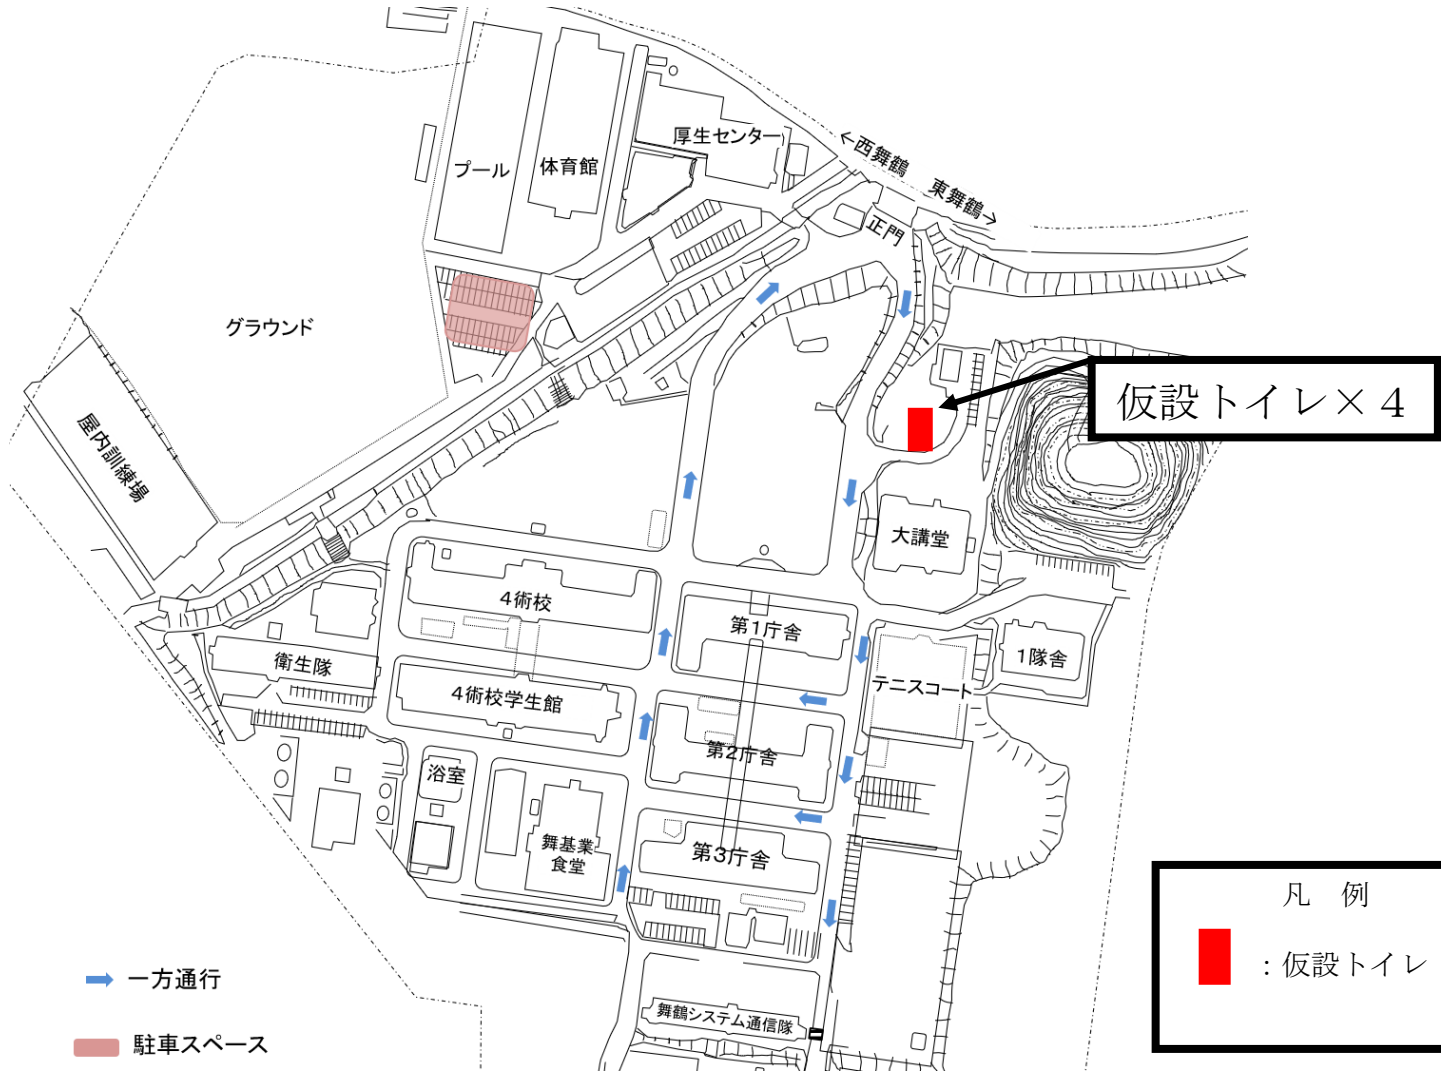 厚生センター
←西舞鶴
東舞鶴→
プール
体育館
正門
グラウンド
仮設トイレ×４
屋内訓練場
大講堂
４術校
第１庁舎
衛生隊
１隊舎
４術校学生館
テニスコート
第２庁舎
浴室
舞基業
食堂
第３庁舎
凡　例
：仮設トイレ
一方通行
舞鶴システム通信隊
駐車スペース